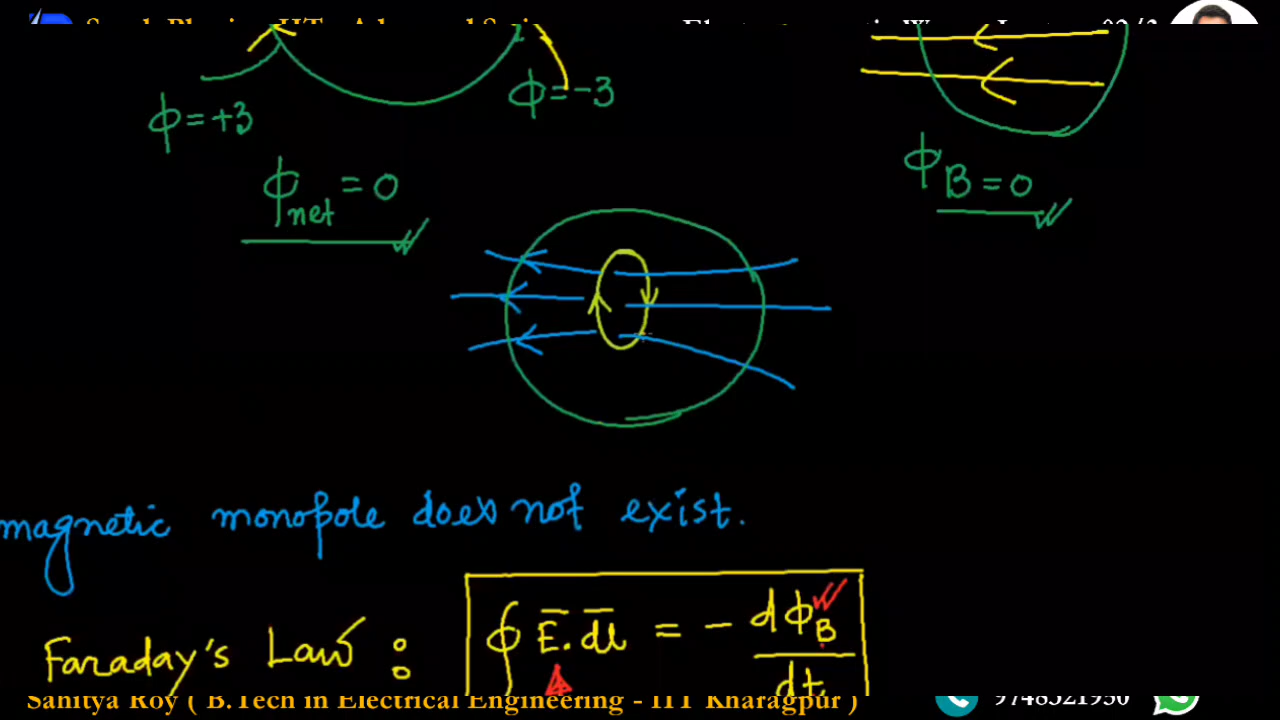 ϕ = -3
ϕ = +3
ϕ_B = 0
ϕ_net = 0
magnetic monopole does not exist.
Faraday's Law : ∮ E̅. d̅l̅ = - dϕ_B/dt
Sahitya Roy ( B.Tech in Electrical Engineering - IIT Kharagpur )
9748321930